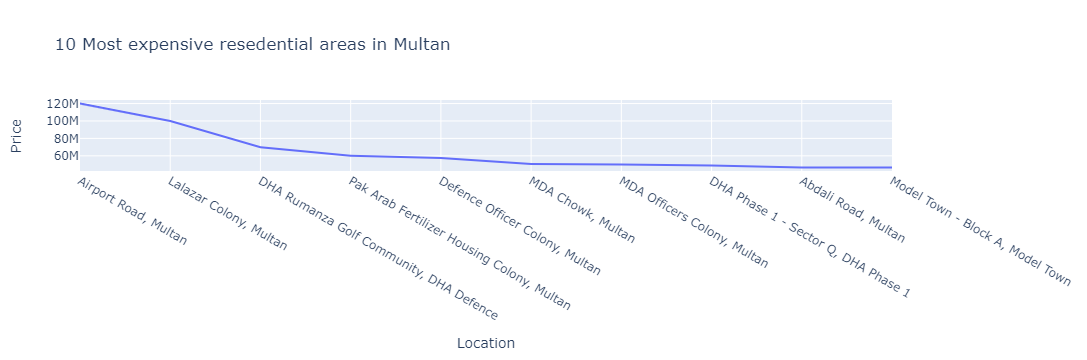 10 Most expensive resedential areas in Multan
Price
120M
100M
80M
60M
Airport Road, Multan
Lalazar Colony, Multan
DHA Rumanza Golf Community, DHA Defence
Pak Arab Fertilizer Housing Colony, Multan
Defence Officer Colony, Multan
MDA Chowk, Multan
MDA Officers Colony, Multan
DHA Phase 1 - Sector Q, DHA Phase 1
Abdali Road, Multan
Model Town - Block A, Model Town
Location